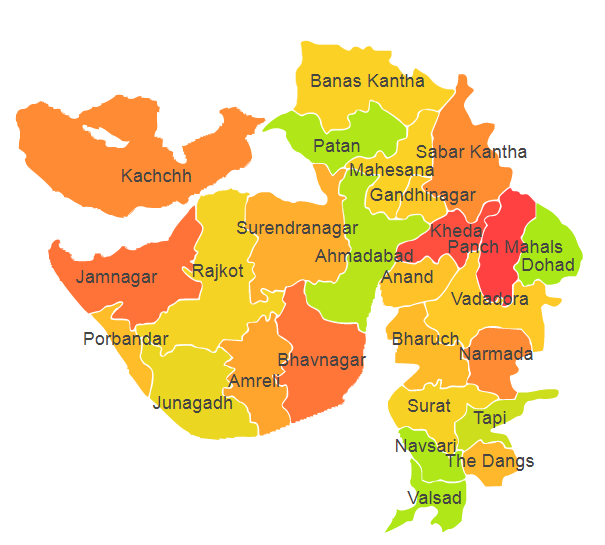 Banas Kantha
Patan
Sabar Kantha
Mahesana
Kachchh
Gandhinagar
Surendranagar
Kheda
Panch Mahals
Ahmadabad
Dohad
Rajkot
Jamnagar
Anand
Vadadora
Porbandar
Bharuch
Narmada
Bhavnagar
Amreli
Junagadh
Surat
Tapi
Navsari
The Dangs
Valsad